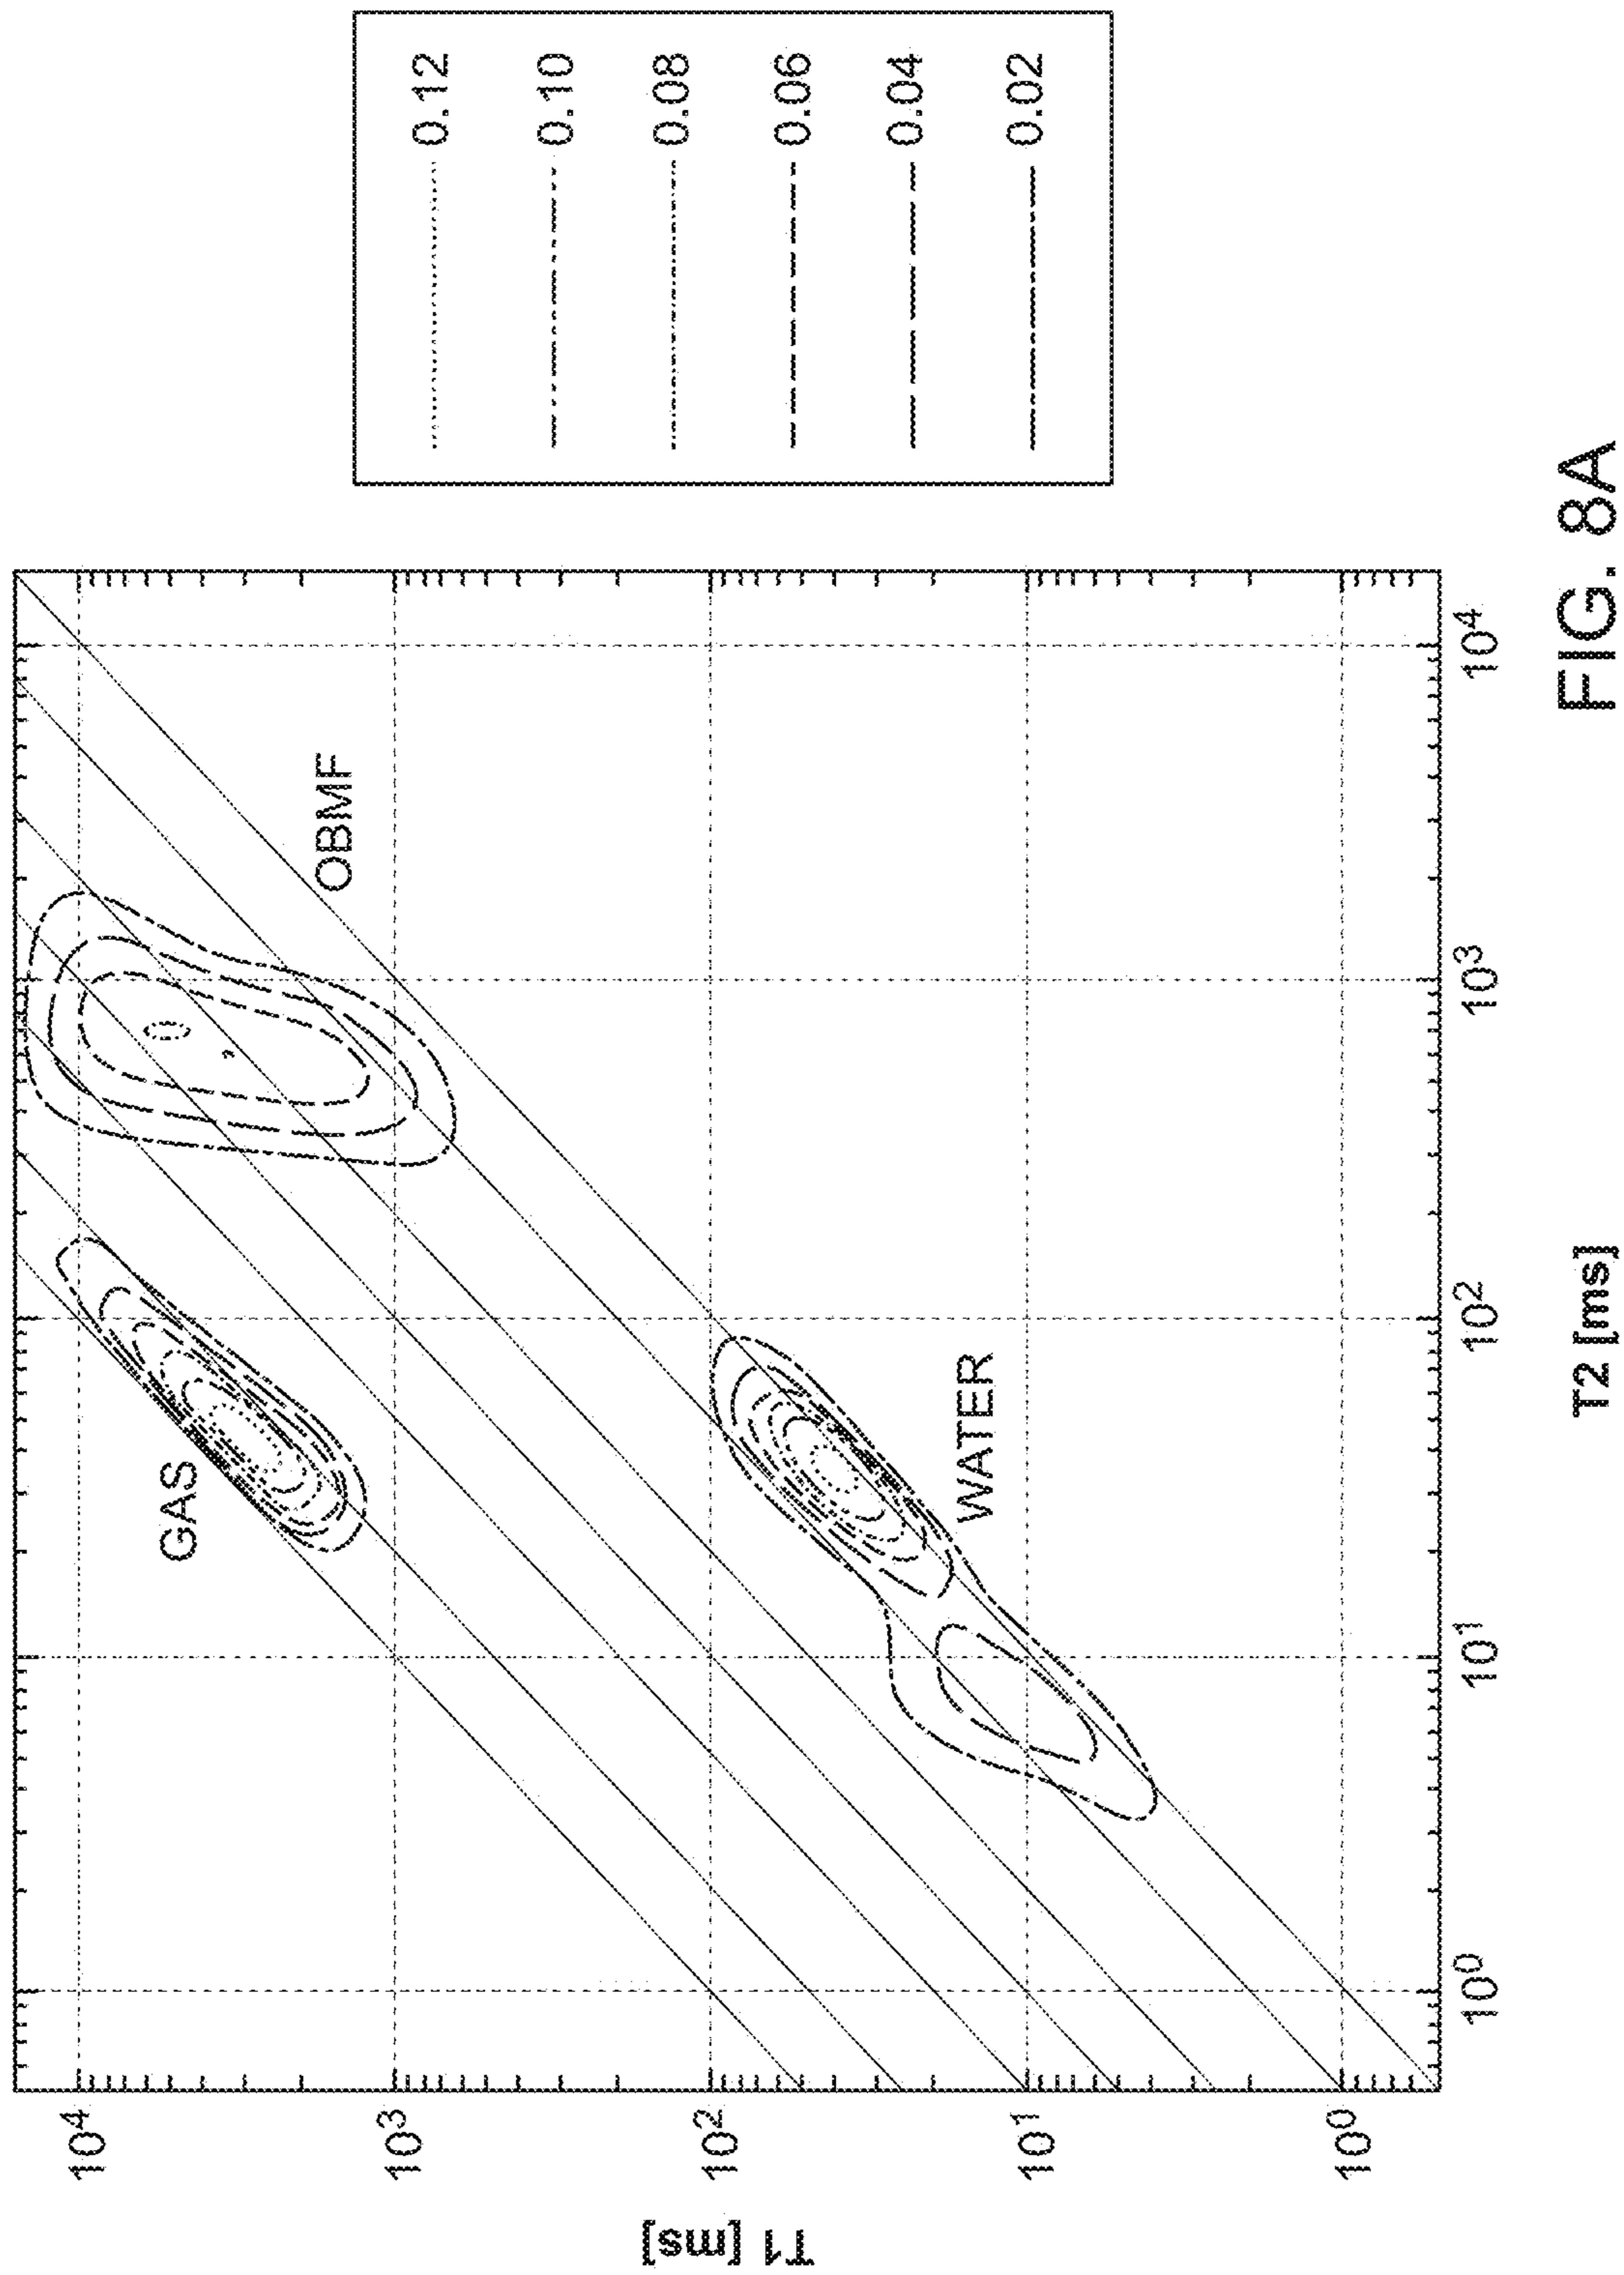 T1 [ms]
10⁴
10³
10²
10¹
10⁰
GAS
OBMF
WATER
10⁰
10¹
10²
10³
10⁴
T2 [ms]
0.12
0.10
0.08
0.06
0.04
0.02
FIG. 8A